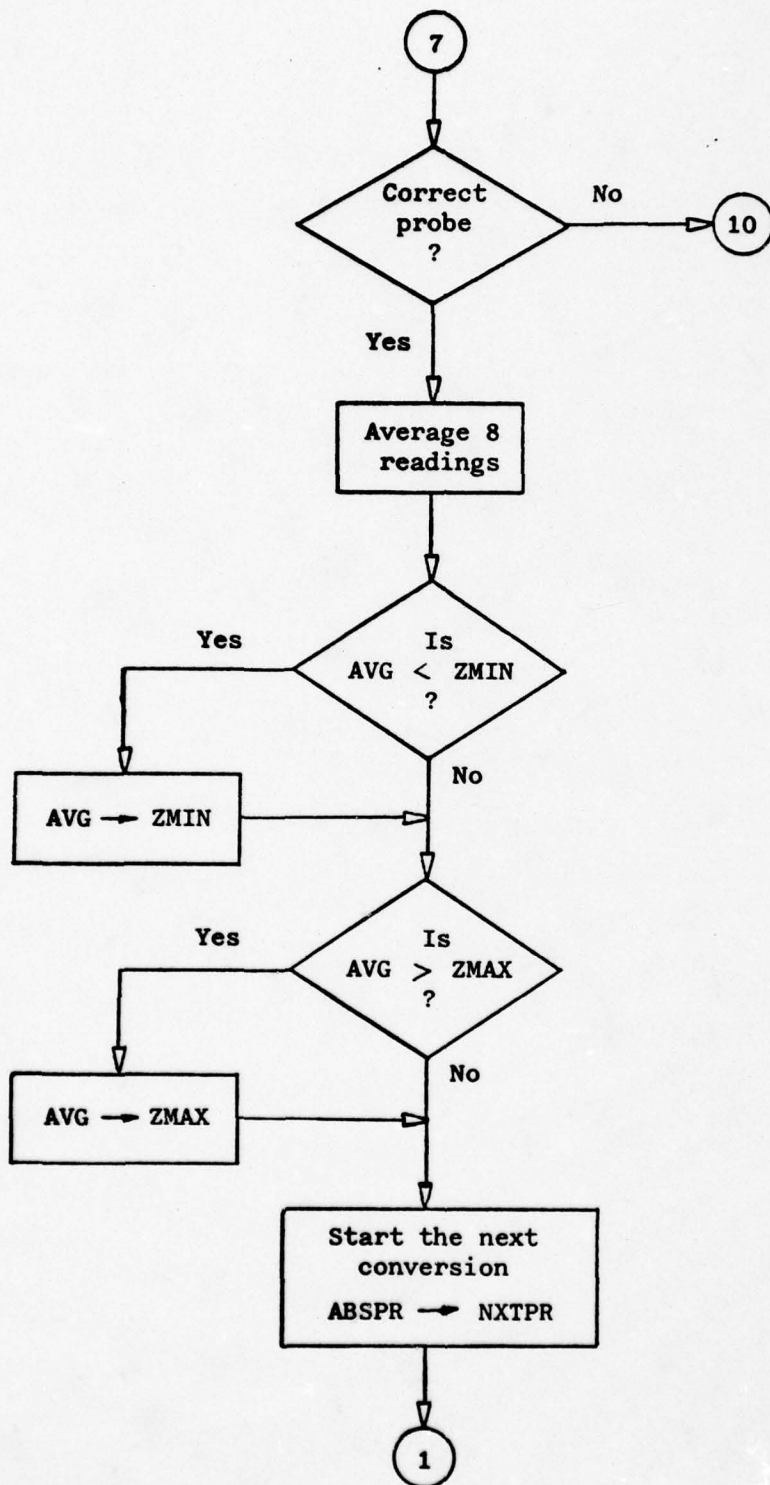 7
Correct
probe
?
No
10
Yes
Average 8
readings
Yes
Is
AVG < ZMIN
?
No
AVG → ZMIN
Yes
Is
AVG > ZMAX
?
No
AVG → ZMAX
Start the next
conversion
ABSPR → NXTPR
1